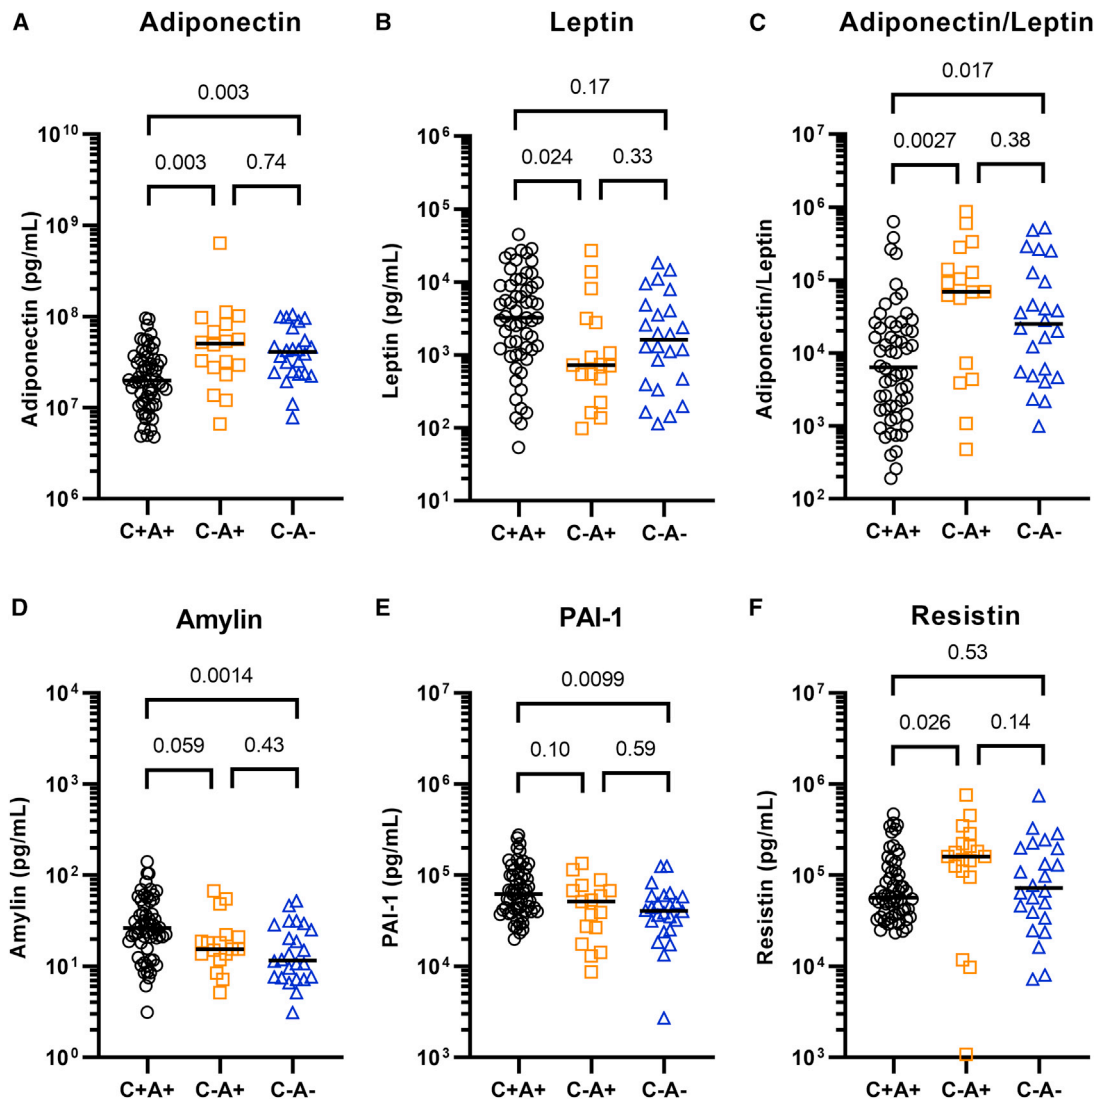 A Adiponectin
0.003
0.003 0.74
Adiponectin (pg/mL)
10^10
10^9
10^8
10^7
10^6
C+A+ C-A+ C-A-
B Leptin
0.17
0.024 0.33
Leptin (pg/mL)
10^6
10^5
10^4
10^3
10^2
10^1
C+A+ C-A+ C-A-
C Adiponectin/Leptin
0.017
0.0027 0.38
Adiponectin/Leptin
10^7
10^6
10^5
10^4
10^3
10^2
C+A+ C-A+ C-A-
D Amylin
0.0014
0.059 0.43
Amylin (pg/mL)
10^4
10^3
10^2
10^1
10^0
C+A+ C-A+ C-A-
E PAI-1
0.0099
0.10 0.59
PAI-1 (pg/mL)
10^7
10^6
10^5
10^4
10^3
C+A+ C-A+ C-A-
F Resistin
0.53
0.026 0.14
Resistin (pg/mL)
10^7
10^6
10^5
10^4
10^3
C+A+ C-A+ C-A-